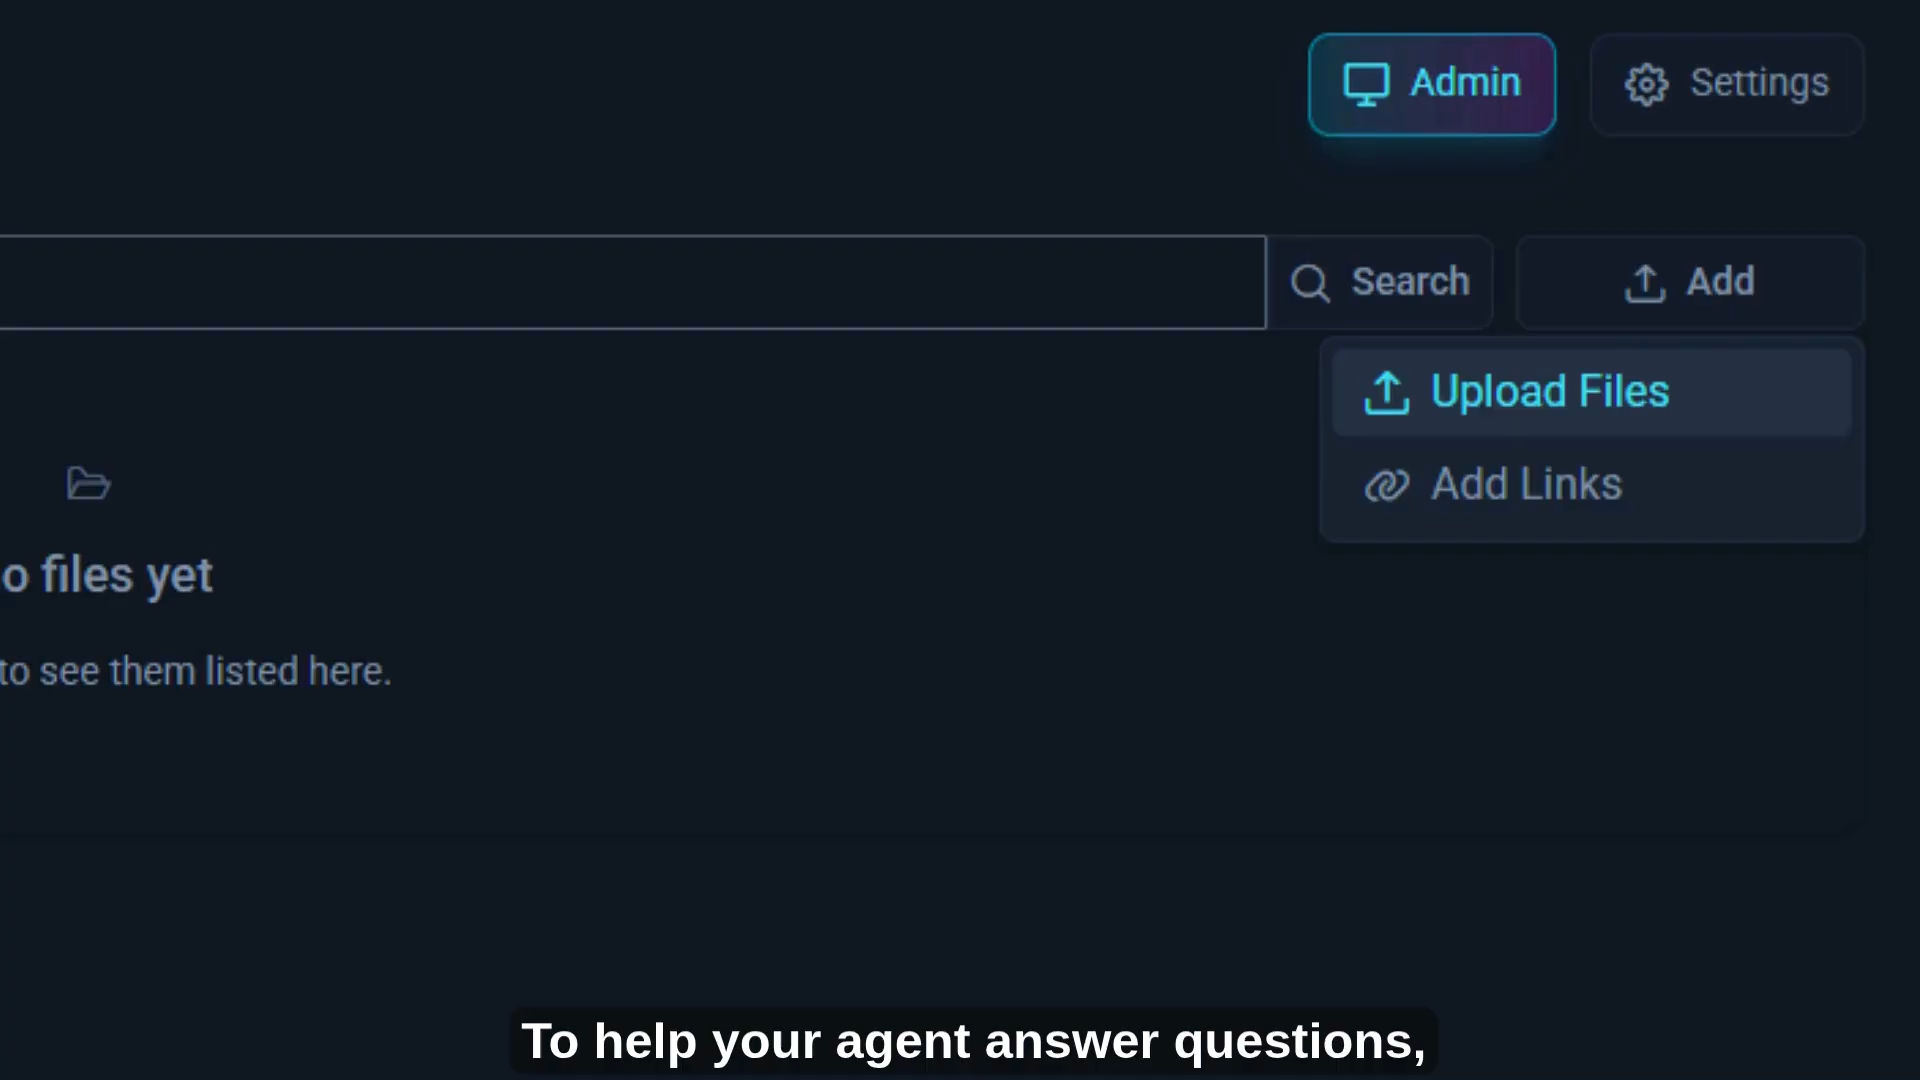 Admin
Settings
Search
Add
Upload Files
Add Links
o files yet
to see them listed here.
To help your agent answer questions,